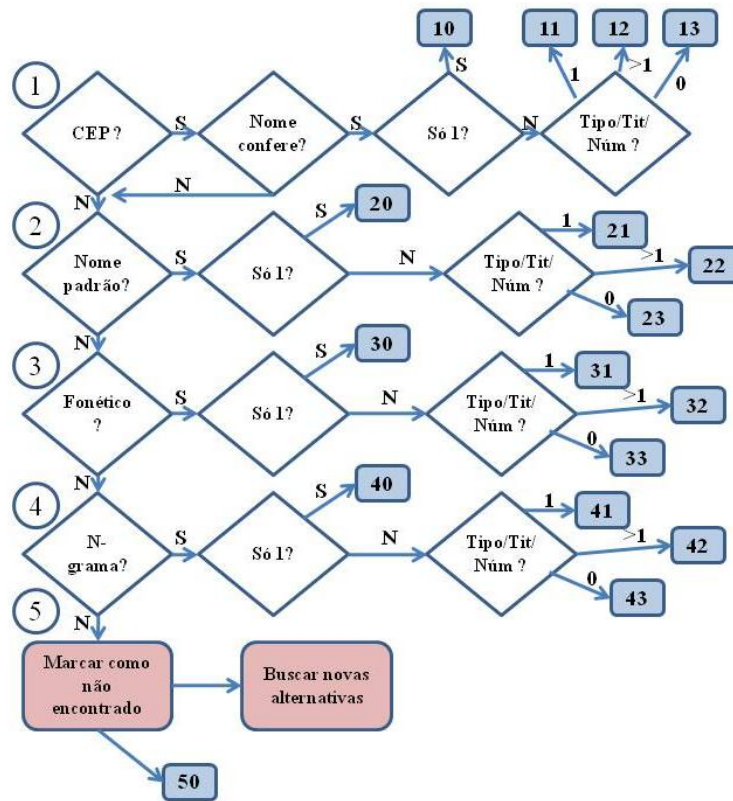 10
11
12
13
S
1
>1
0
1
CEP?
S
Nome
confere?
S
Só 1?
N
Tipo/Tit/
Núm ?
N
N
2
Nome
padrão?
S
Só 1?
S
20
N
Tipo/Tit/
Núm ?
1
21
>1
22
0
23
N
3
Fonético
?
S
Só 1?
S
30
N
Tipo/Tit/
Núm ?
1
31
>1
32
0
33
N
4
N-
grama?
S
Só 1?
S
40
N
Tipo/Tit/
Núm ?
1
41
>1
42
0
43
N
5
Marcar como
não
encontrado
Buscar novas
alternativas
50